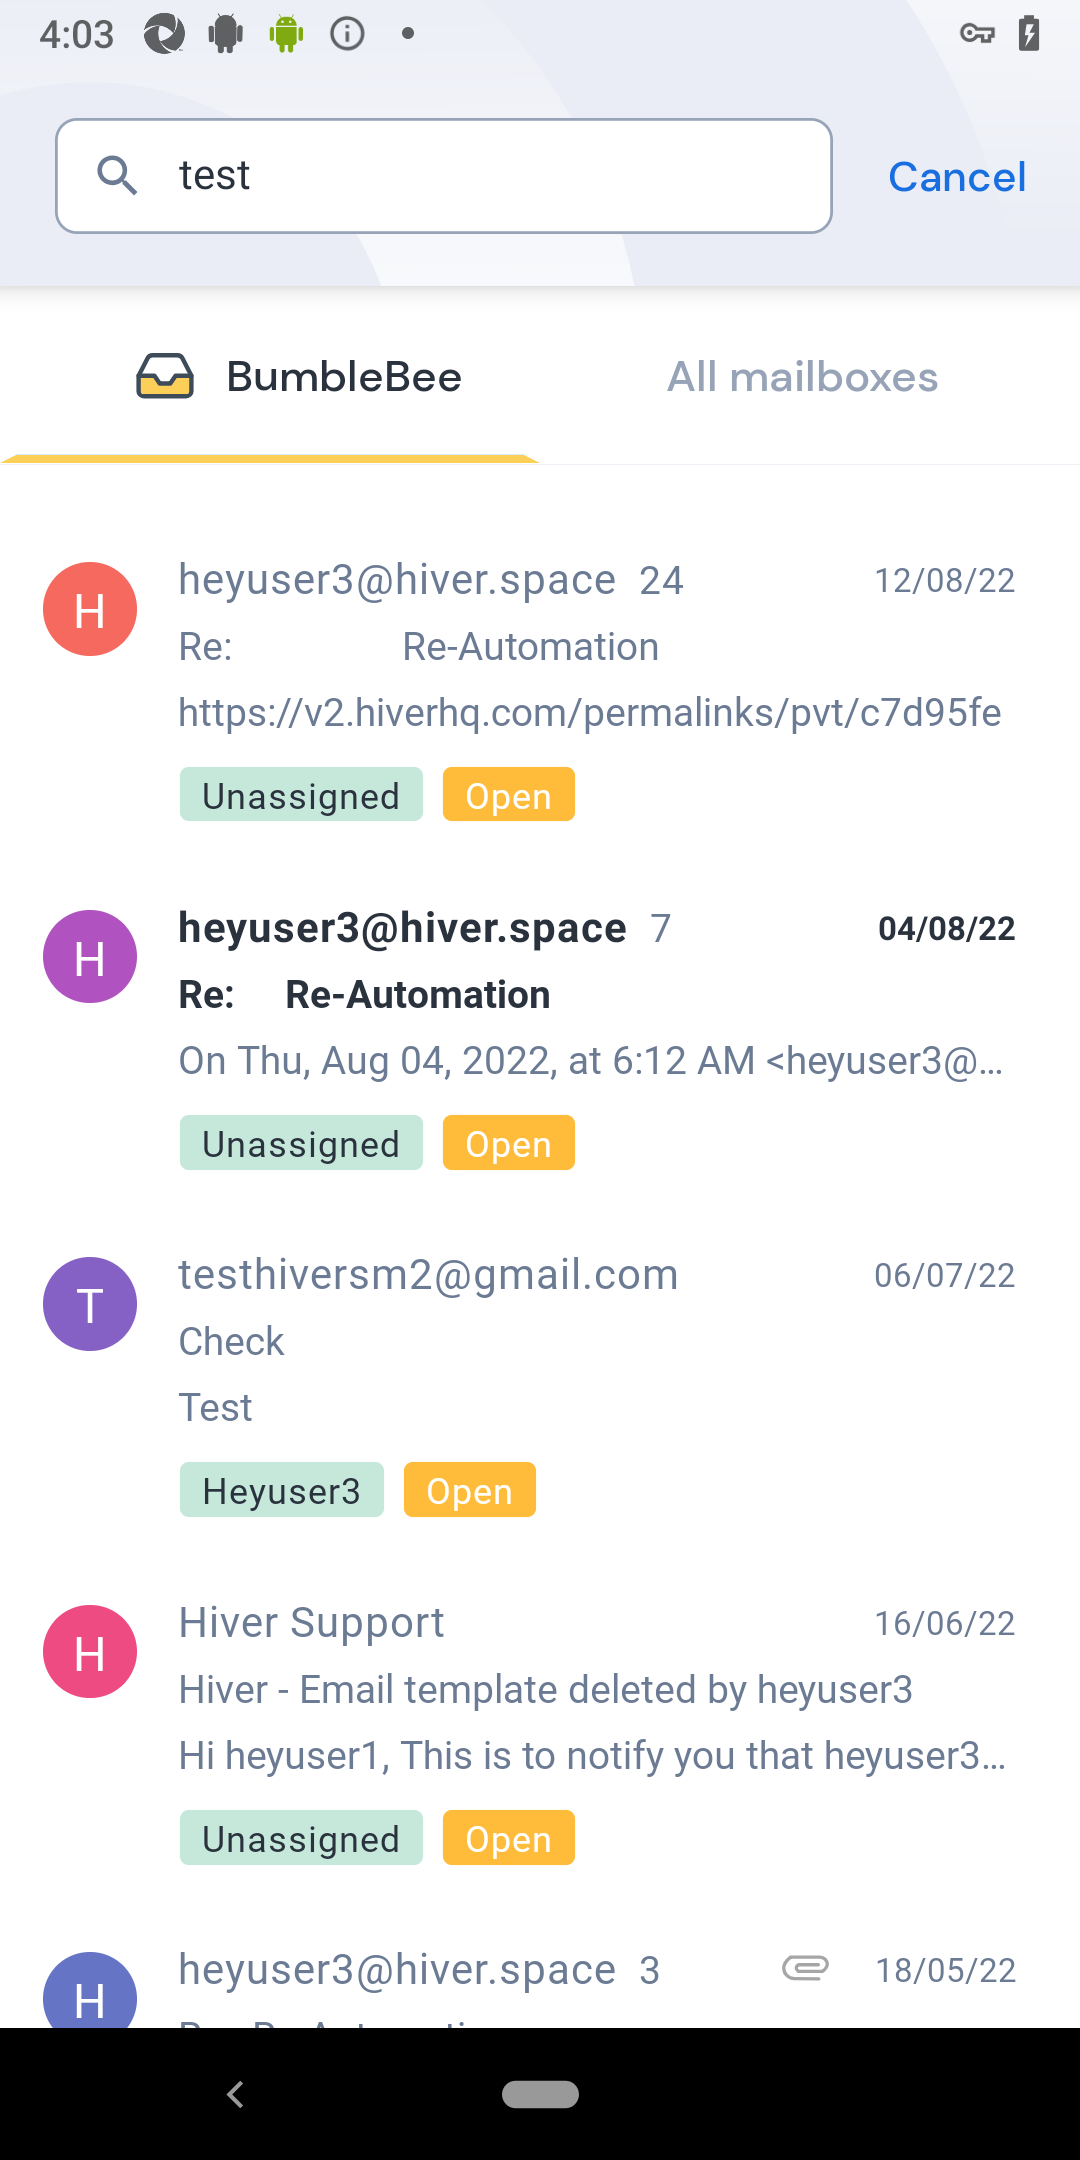 4:03
test
Cancel
BumbleBee
All mailboxes
H
heyuser3@hiver.space 24
12/08/22
Re: Re-Automation
https://v2.hiverhq.com/permalinks/pvt/c7d95fe
Unassigned Open
H
heyuser3@hiver.space 7
04/08/22
Re: Re-Automation
On Thu, Aug 04, 2022, at 6:12 AM <heyuser3@...
Unassigned Open
T
testhiversm2@gmail.com
06/07/22
Check
Test
Heyuser3 Open
H
Hiver Support
16/06/22
Hiver - Email template deleted by heyuser3
Hi heyuser1, This is to notify you that heyuser3...
Unassigned Open
H
heyuser3@hiver.space 3
18/05/22